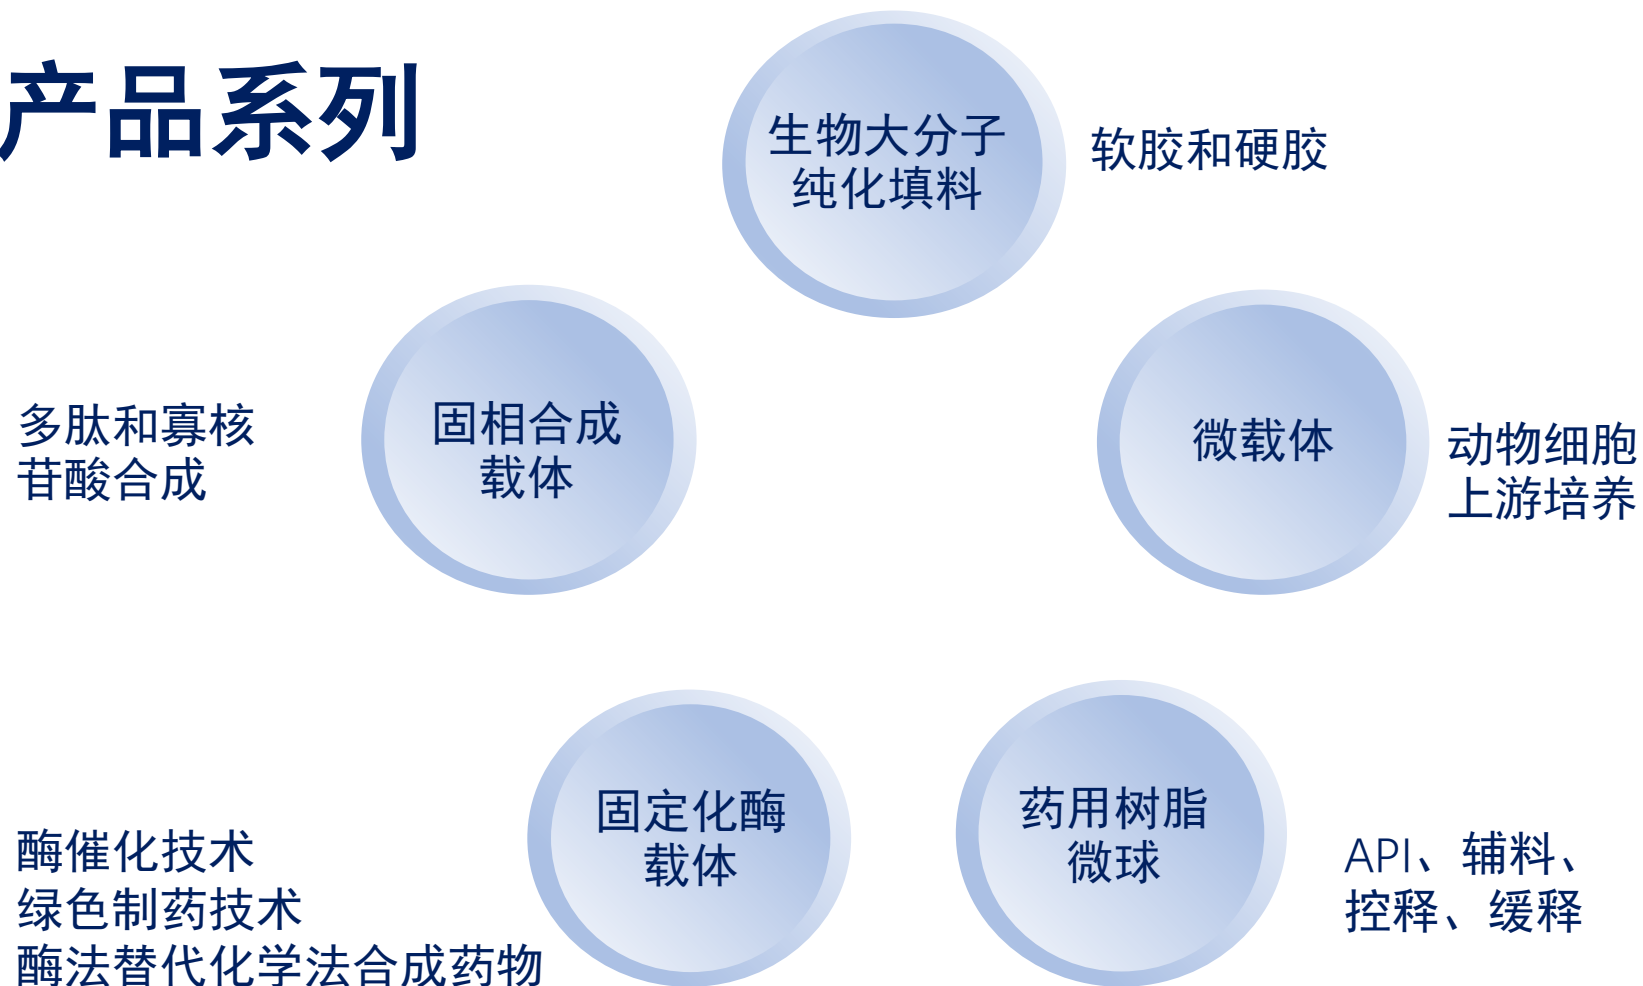 产品系列
生物大分子
纯化填料
软胶和硬胶
多肽和寡核
苷酸合成
固相合成
载体
微载体
动物细胞
上游培养
酶催化技术
绿色制药技术
酶法替代化学法合成药物
固定化酶
载体
药用树脂
微球
API、辅料、
控释、缓释